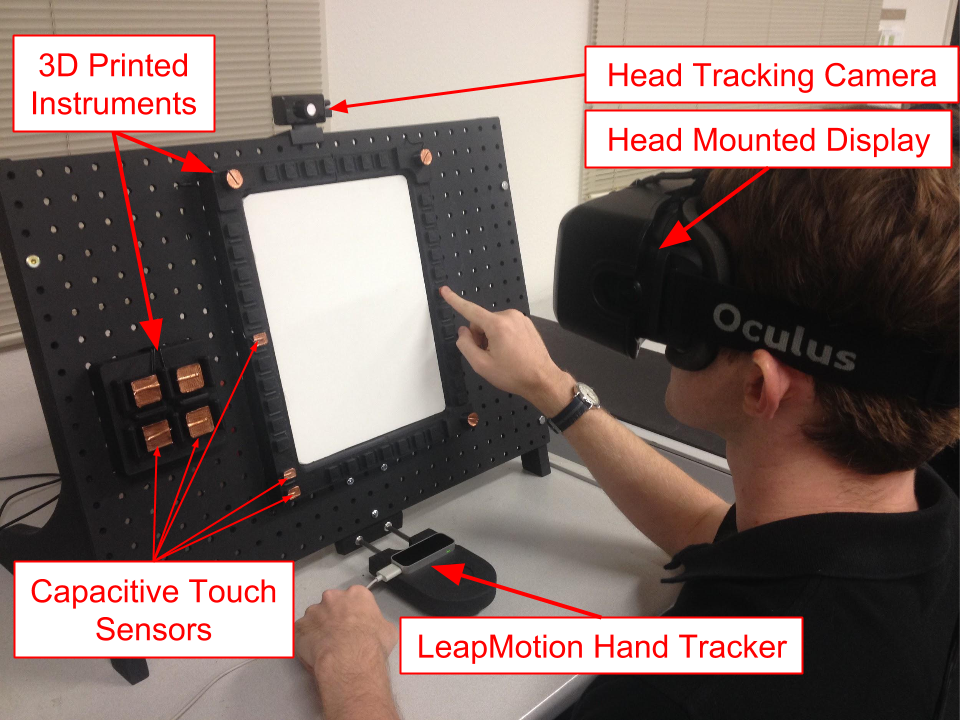 3D Printed
Instruments
Head Tracking Camera
Head Mounted Display
Oculus
Capacitive Touch
Sensors
LeapMotion Hand Tracker